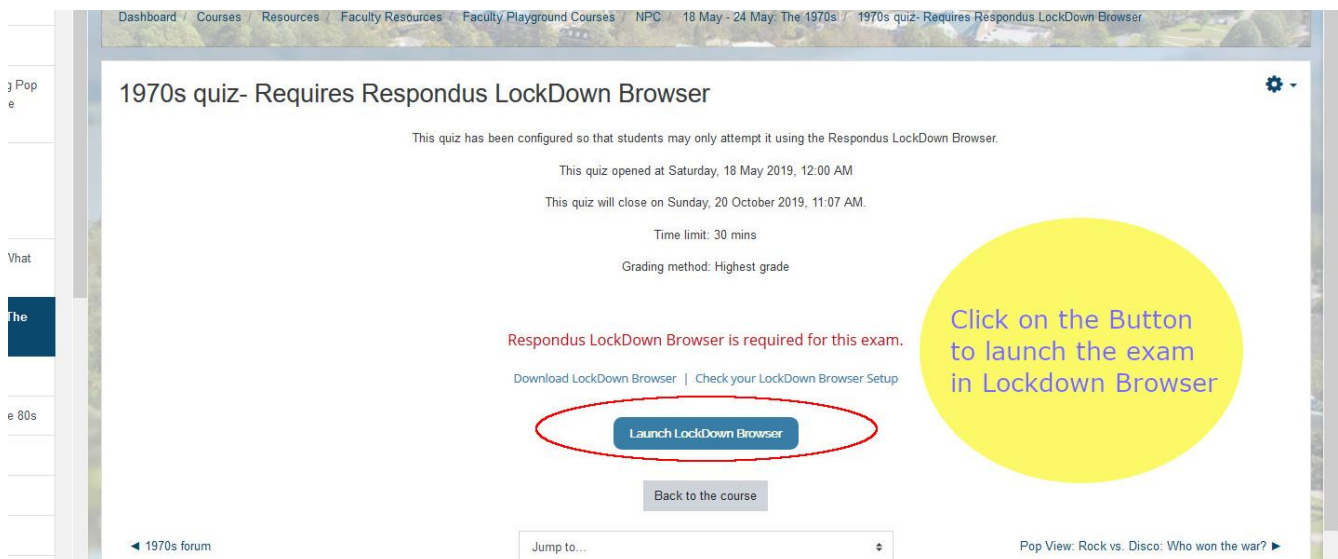 Dashboard / Courses / Resources / Faculty Resources / Faculty Playground Courses / NPC / 18 May - 24 May: The 1970s / 1970s quiz- Requires Respondus LockDown Browser
g Pop
e
What
The
e 80s
1970s quiz- Requires Respondus LockDown Browser
This quiz has been configured so that students may only attempt it using the Respondus LockDown Browser.
This quiz opened at Saturday, 18 May 2019, 12:00 AM
This quiz will close on Sunday, 20 October 2019, 11:07 AM.
Time limit: 30 mins
Grading method: Highest grade
Respondus LockDown Browser is required for this exam.
Download LockDown Browser | Check your LockDown Browser Setup
Launch LockDown Browser
Back to the course
Click on the Button
to launch the exam
in Lockdown Browser
◄ 1970s forum
Jump to...
Pop View: Rock vs. Disco: Who won the war? ►